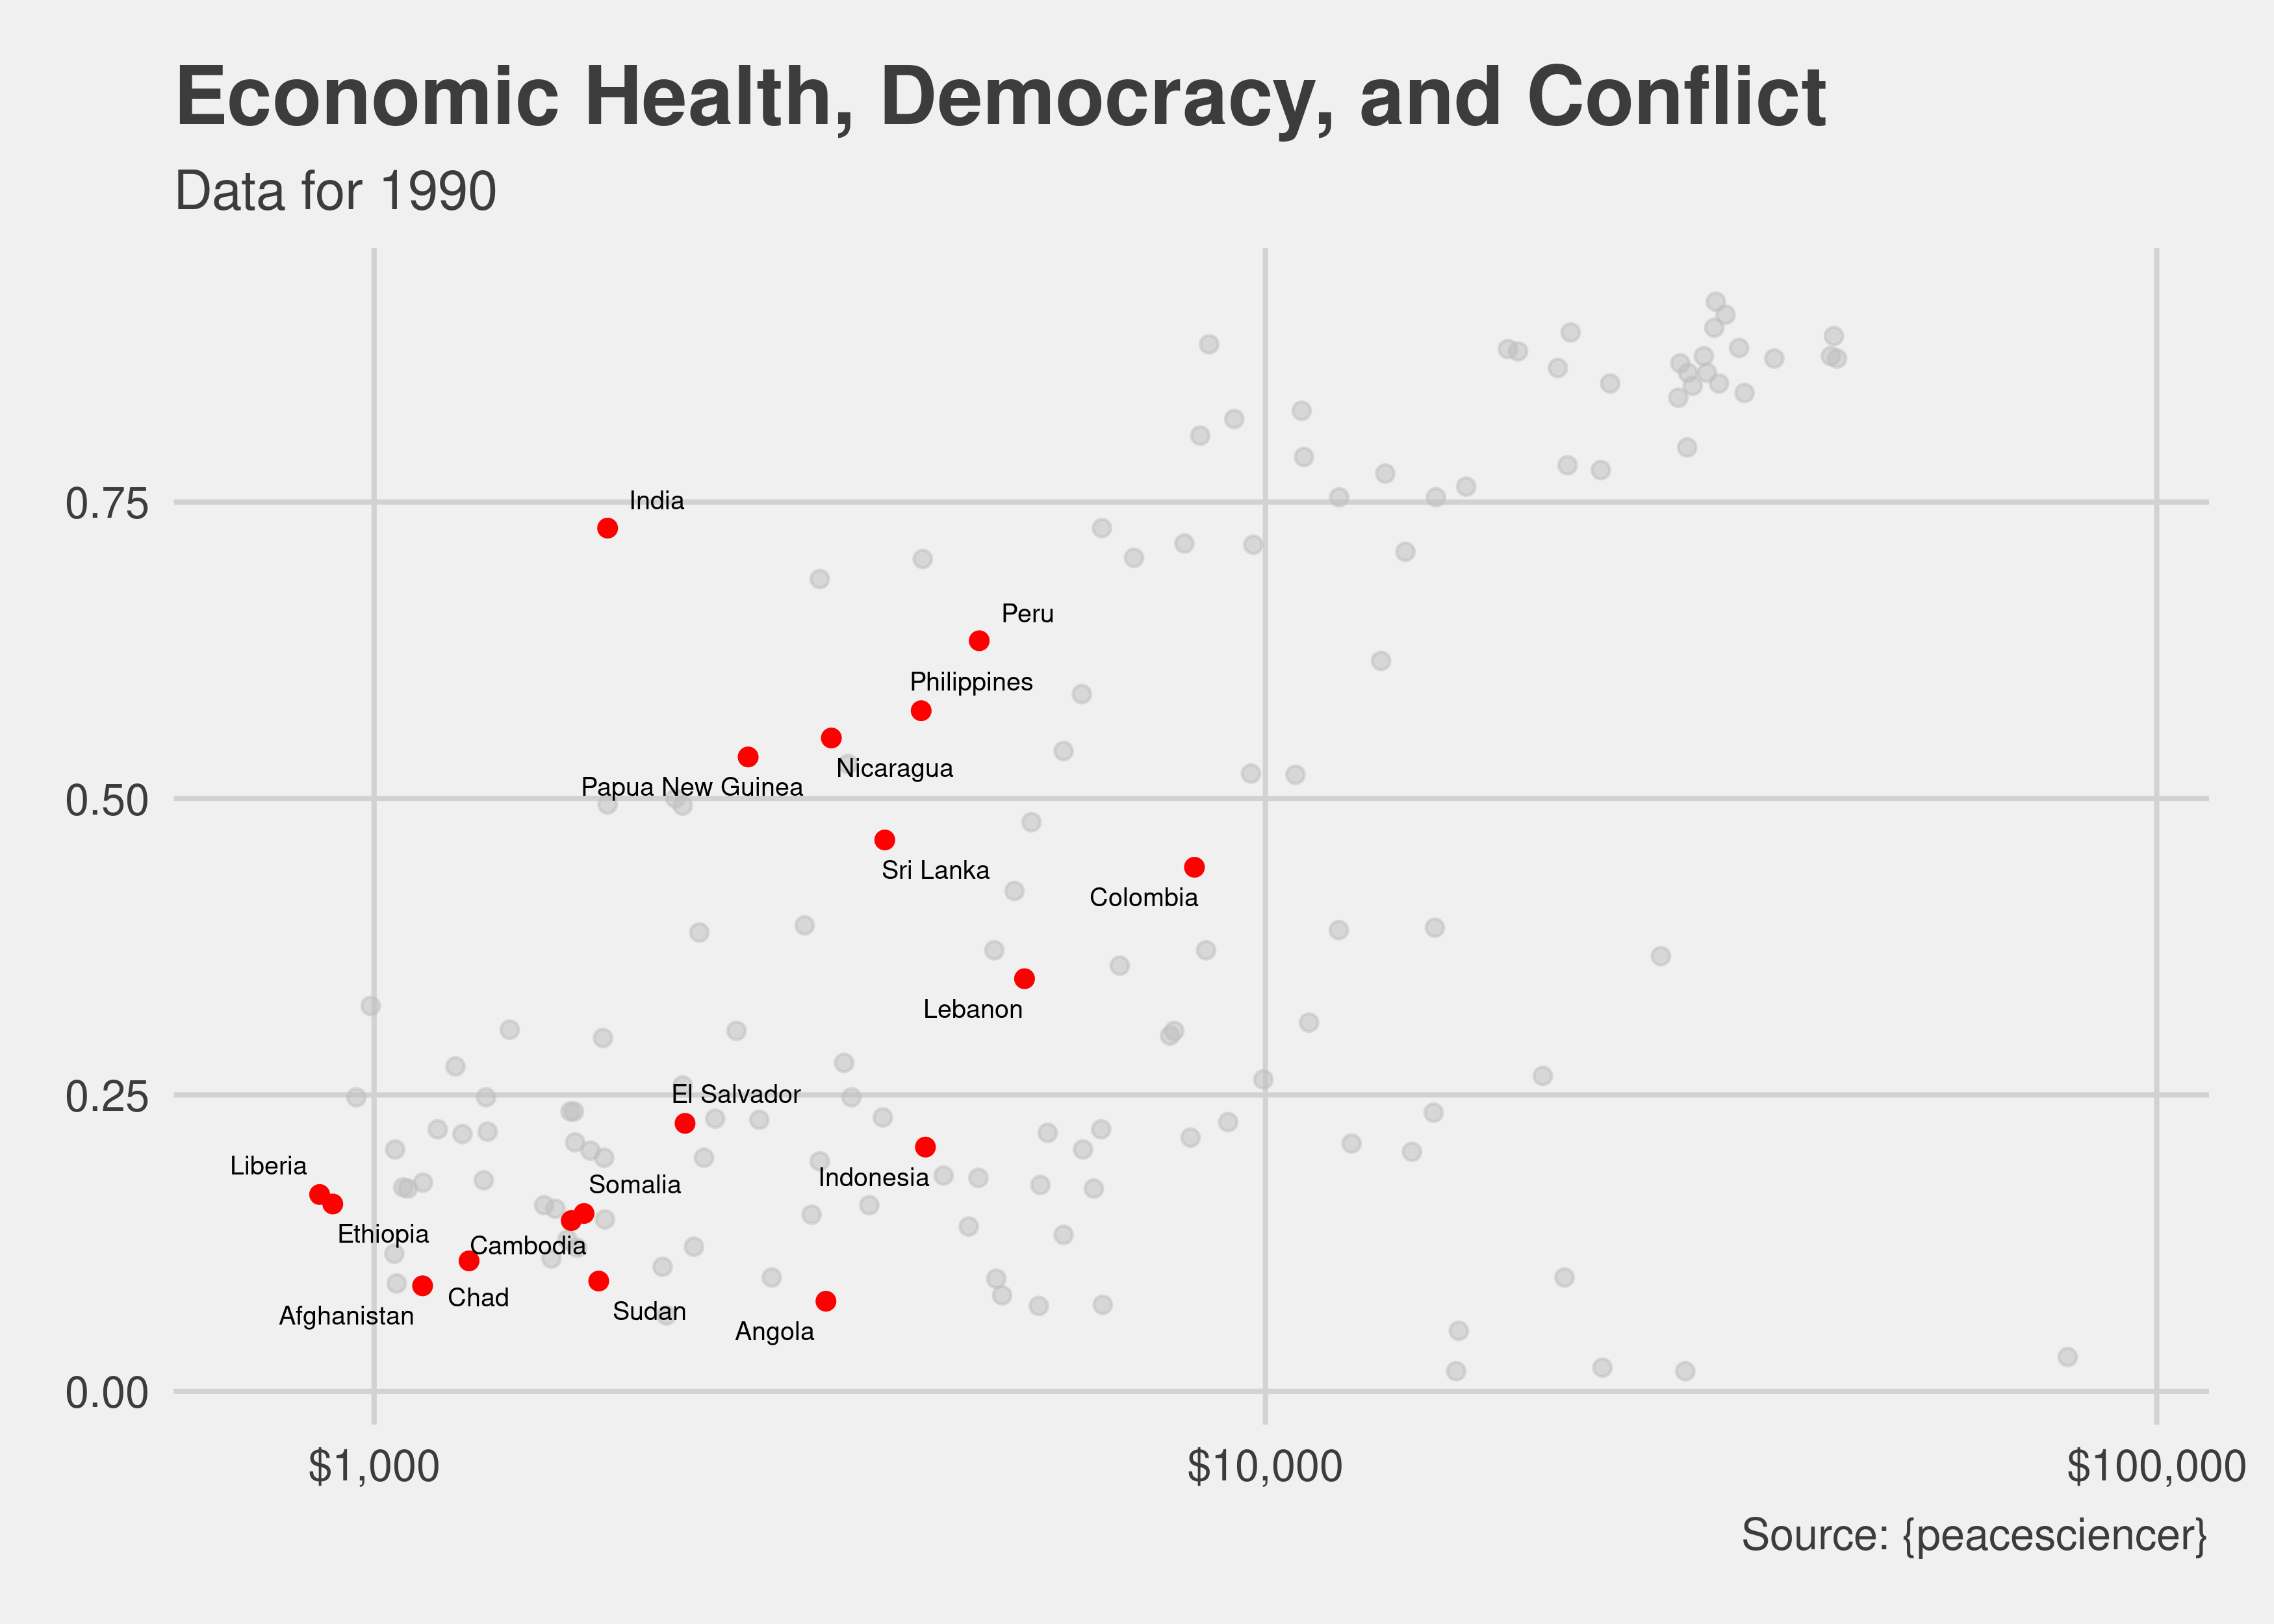 Economic Health, Democracy, and Conflict
Data for 1990
0.75
0.50
0.25
0.00
India
Peru
Philippines
Nicaragua
Papua New Guinea
Sri Lanka
Colombia
Lebanon
El Salvador
Liberia
Somalia
Indonesia
Ethiopia
Cambodia
Chad
Afghanistan
Sudan
Angola
$1,000
$10,000
$100,000
Source: {peacesciencer}